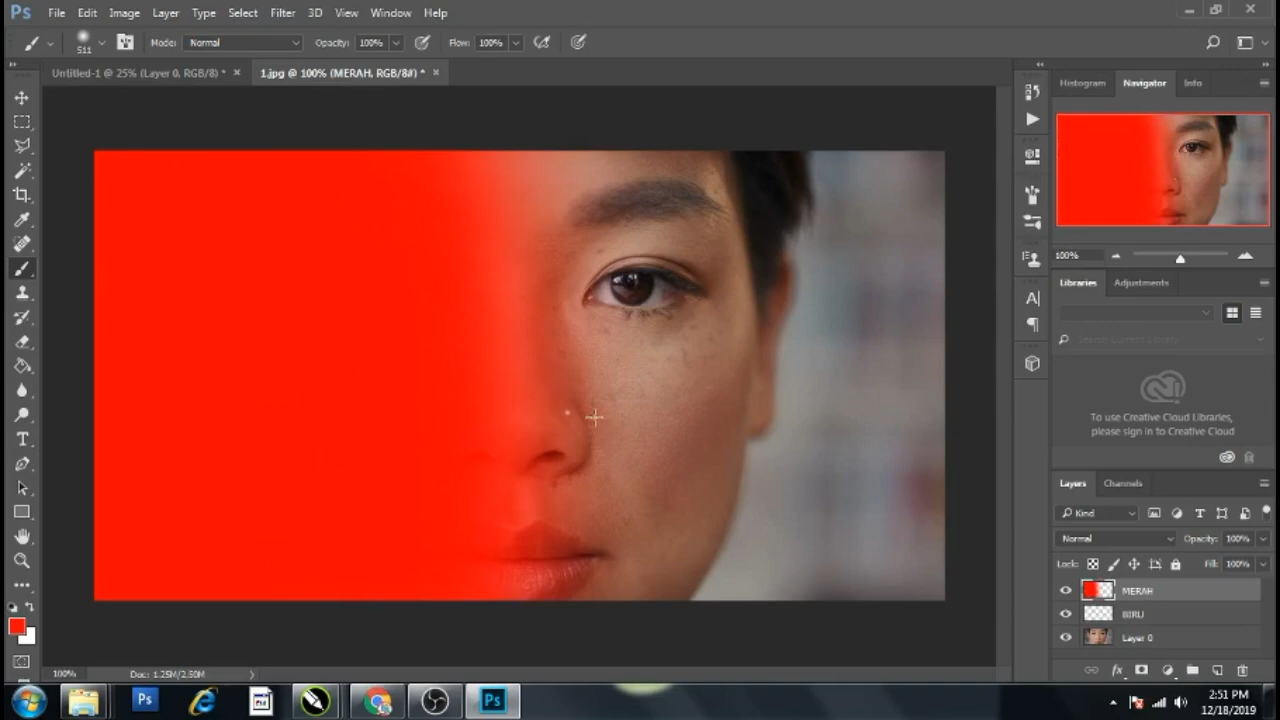 Ps File Edit Image Layer Type Select Filter 3D View Window Help
511 Mode: Normal Opacity: 100% Flow: 100%
Untitled-1 @ 25% (Layer 0, RGB/8) * × 1.jpg @ 100% (MERAH, RGB/8#) * ×
Histogram Navigator Info
100%
Libraries Adjustments
Search Current Library
To use Creative Cloud Libraries,
please sign in to Creative Cloud
Layers Channels
Kind
Normal Opacity: 100%
Lock: Fill: 100%
MERAH
BIRU
Layer 0
100% Doc: 1.25M/2.50M
2:51 PM
12/18/2019